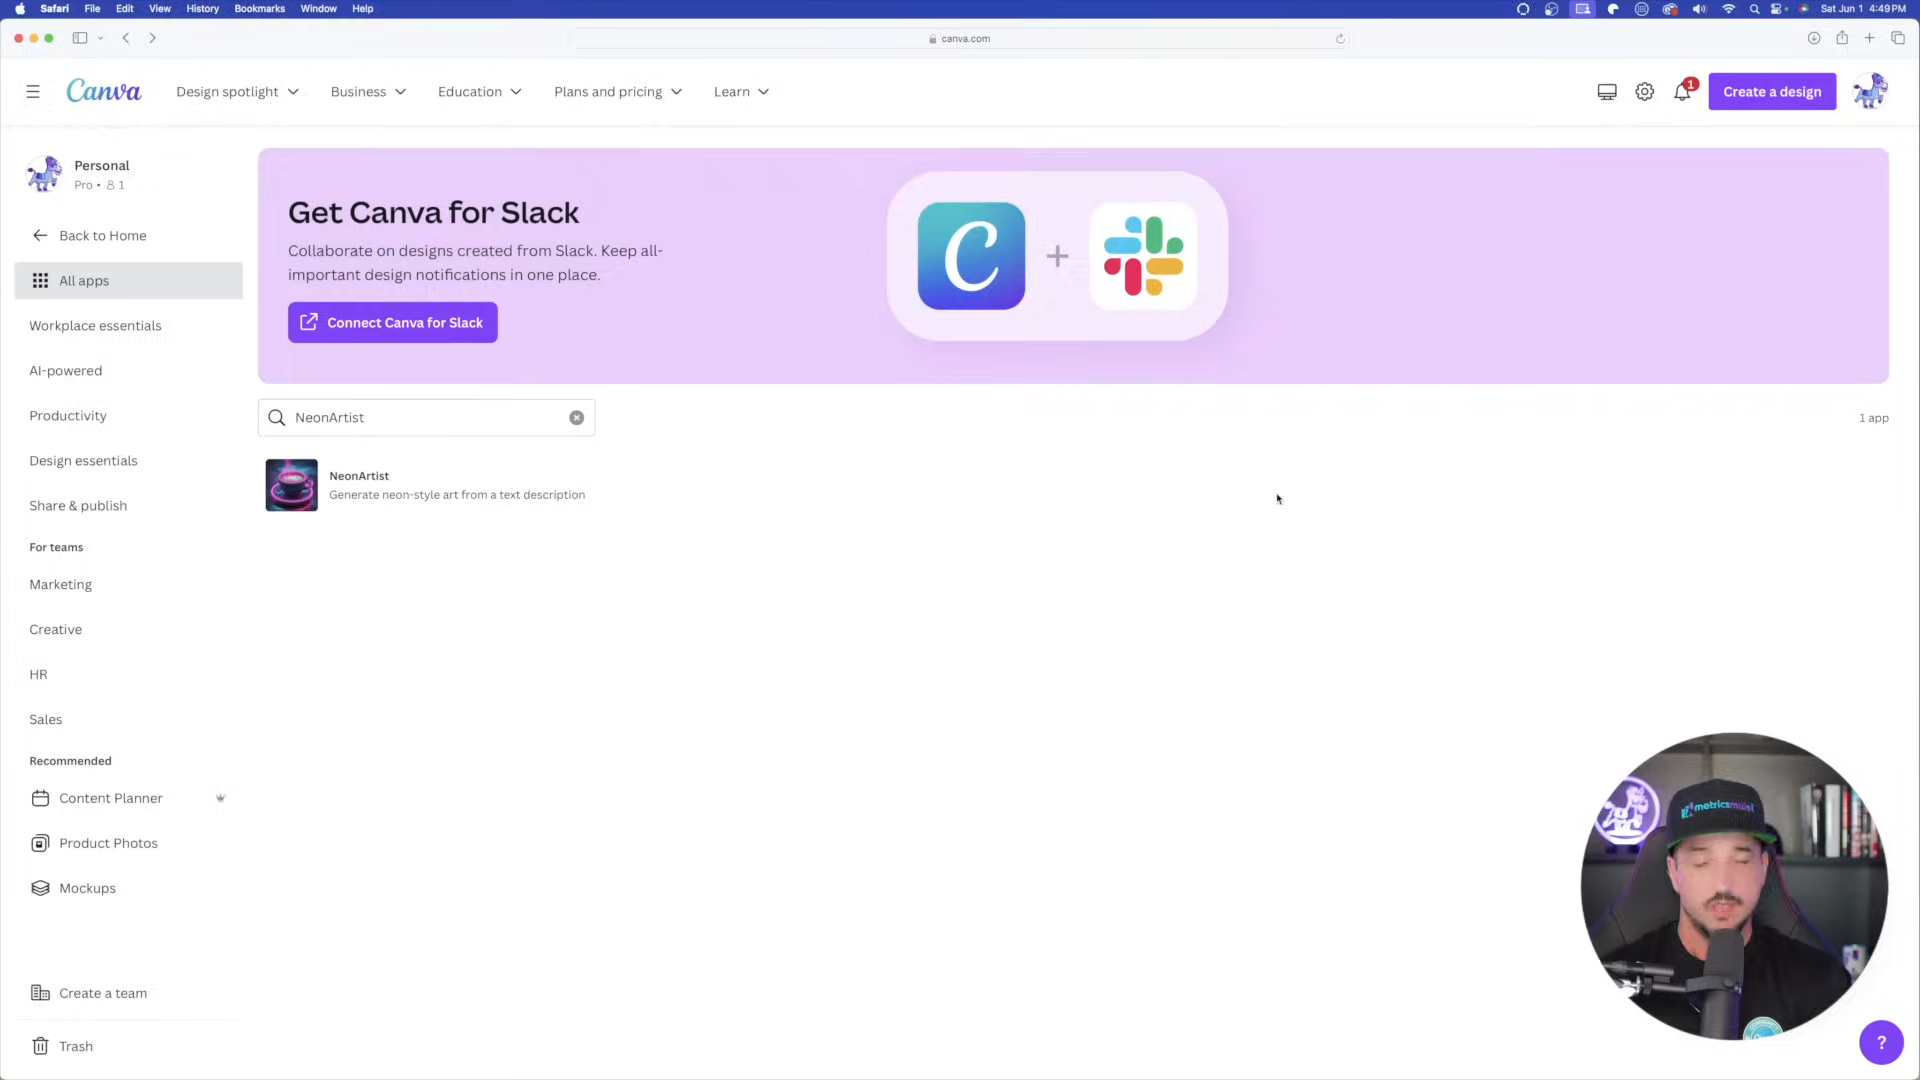 Safari File Edit View History Bookmarks Window Help
Sat Jun 1 4:49 PM
canva.com
Canva
Design spotlight
Business
Education
Plans and pricing
Learn
1
Create a design
Personal
Pro • 1
Back to Home
All apps
Workplace essentials
AI-powered
Productivity
Design essentials
Share & publish
For teams
Marketing
Creative
HR
Sales
Recommended
Content Planner
Product Photos
Mockups
Create a team
Trash
Get Canva for Slack
Collaborate on designs created from Slack. Keep all-
important design notifications in one place.
Connect Canva for Slack
C
+
NeonArtist
1 app
NeonArtist
Generate neon-style art from a text description
metricsmule
?